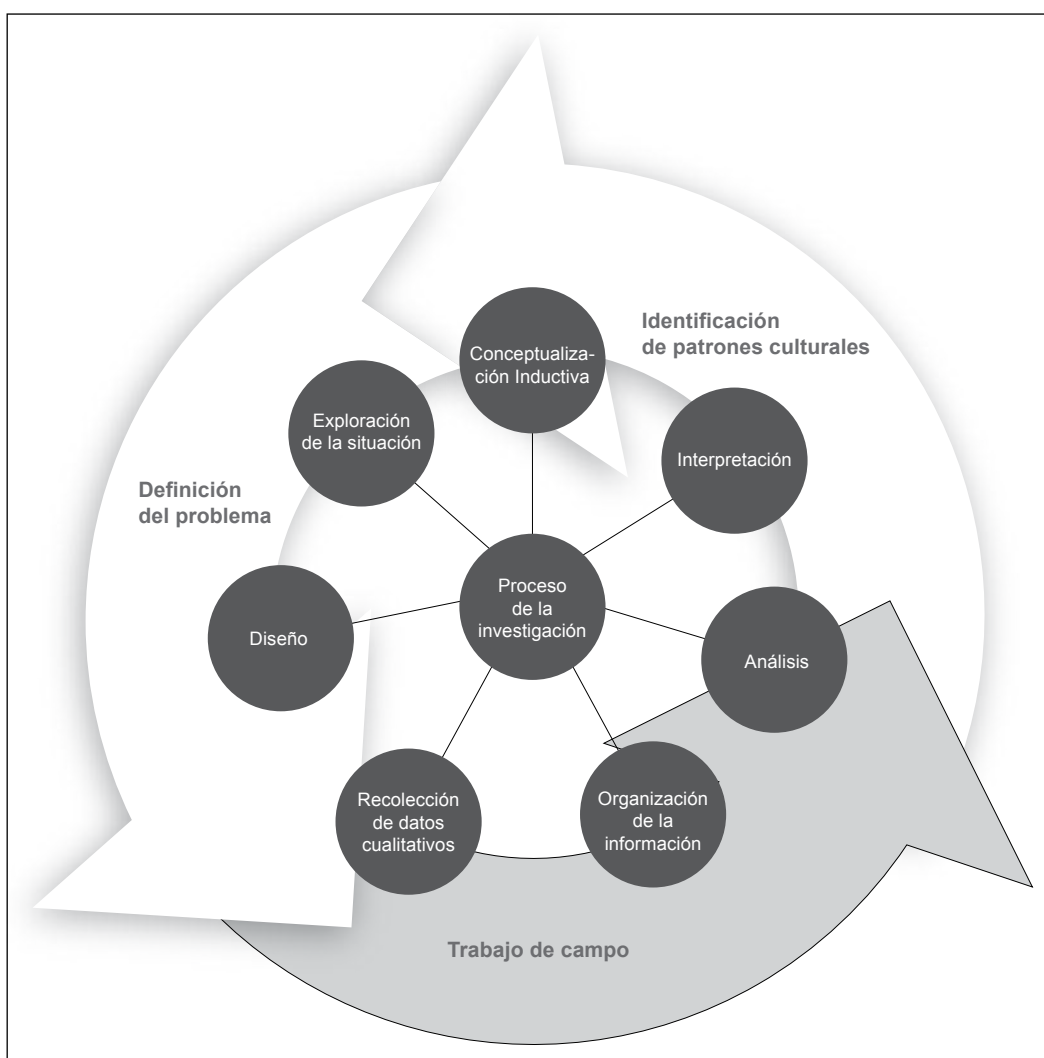 Identificación
de patrones culturales
Conceptualiza-
ción Inductiva
Exploración
de la situación
Interpretación
Definición
del problema
Proceso
de la
investigación
Diseño
Análisis
Recolección
de datos
cualitativos
Organización
de la
información
Trabajo de campo